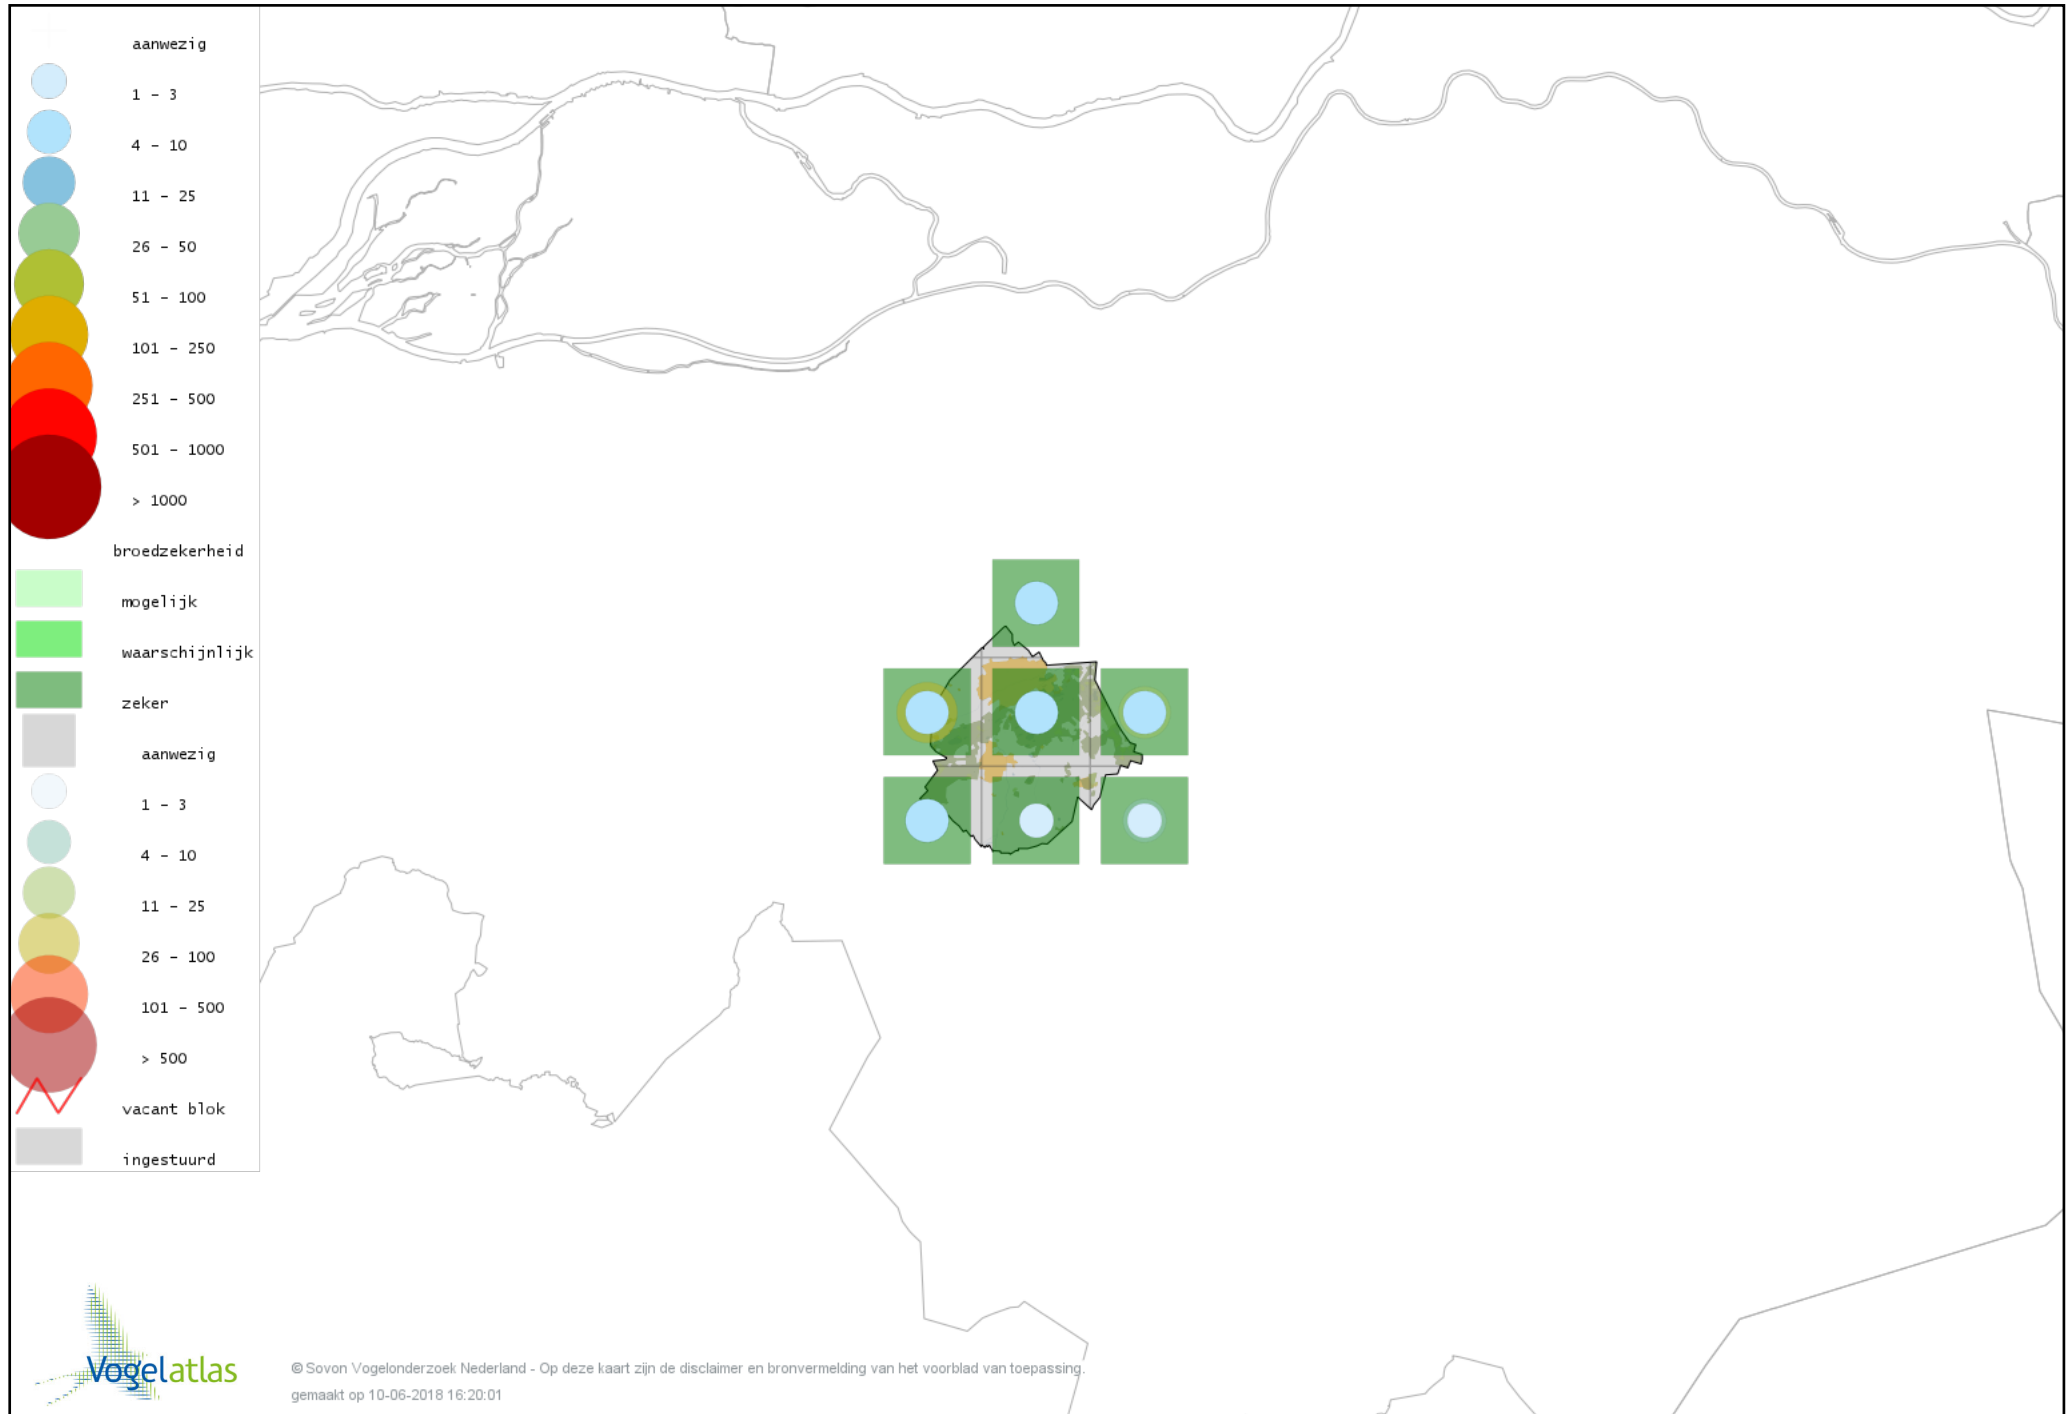 aanwezig
1 - 3
4 - 10
11 - 25
26 - 50
51 - 100
101 - 250
251 - 500
501 - 1000
> 1000
broedzekerheid
mogelijk
waarschijnlijk
zeker
aanwezig
1 - 3
4 - 10
11 - 25
26 - 100
101 - 500
> 500
vacant blok
ingestuurd
Vogelatlas
© Sovon Vogelonderzoek Nederland - Op deze kaart zijn de disclaimer en bronvermelding van het voorblad van toepassing.
gemaakt op 10-06-2018 16:20:01